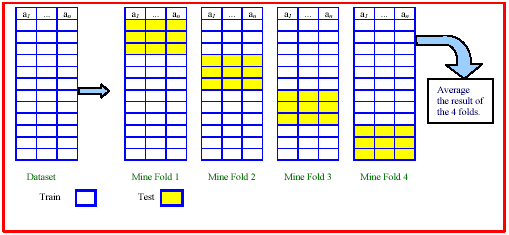 a1 ... an
a1 ... an
a1 ... an
a1 ... an
a1 ... an
Average
the result of
the 4 folds.
Dataset
Mine Fold 1
Mine Fold 2
Mine Fold 3
Mine Fold 4
Train
Test